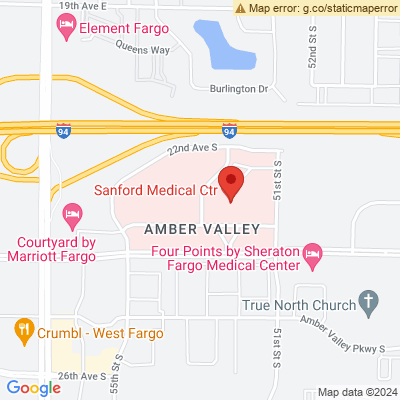 19th Ave E
Map error: g.co/staticmaperror
Element Fargo
Queens Way
52nd St S
Burlington Dr
94
94
22nd Ave S
Sanford Medical Ctr
51st St S
AMBER VALLEY
Courtyard by
Marriott Fargo
Four Points by Sheraton
Fargo Medical Center
True North Church
Crumbl - West Fargo
Amber Valley Pkwy S
51st St S
55th St S
26th Ave S
Google
Map data ©2024